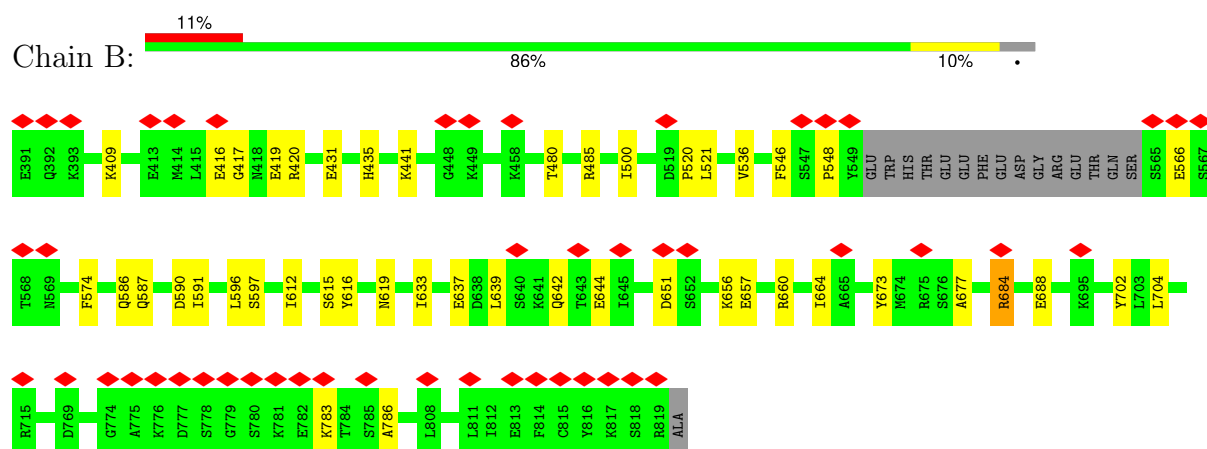 11%
Chain B:
86% 10% •
E391 Q392 K393 K409 E413 M414 L415 E416 G417 N418 E419 R420 E431 H435 K441 G448 K449 K458 T480 R485 I500 D519 P520 L521 V536 F546 S547 P548 Y549 GLU TRP HIS THR GLU GLU PHE GLU ASP GLY ARG GLU THR GLN SER S565 E566 S567
T568 N569 F574 Q586 Q587 D590 I591 L596 S597 I612 S615 Y616 N619 I633 E637 D638 L639 S640 K641 Q642 T643 E644 I645 D651 S652 K656 E657 R660 I664 A665 Y673 M674 R675 S676 A677 R684 E688 K695 Y702 L703 L704
R715 D769 G774 A775 K776 D777 S778 G779 S780 K781 E782 K783 T784 S785 A786 L808 L811 I812 E813 F814 C815 Y816 K817 S818 R819 ALA